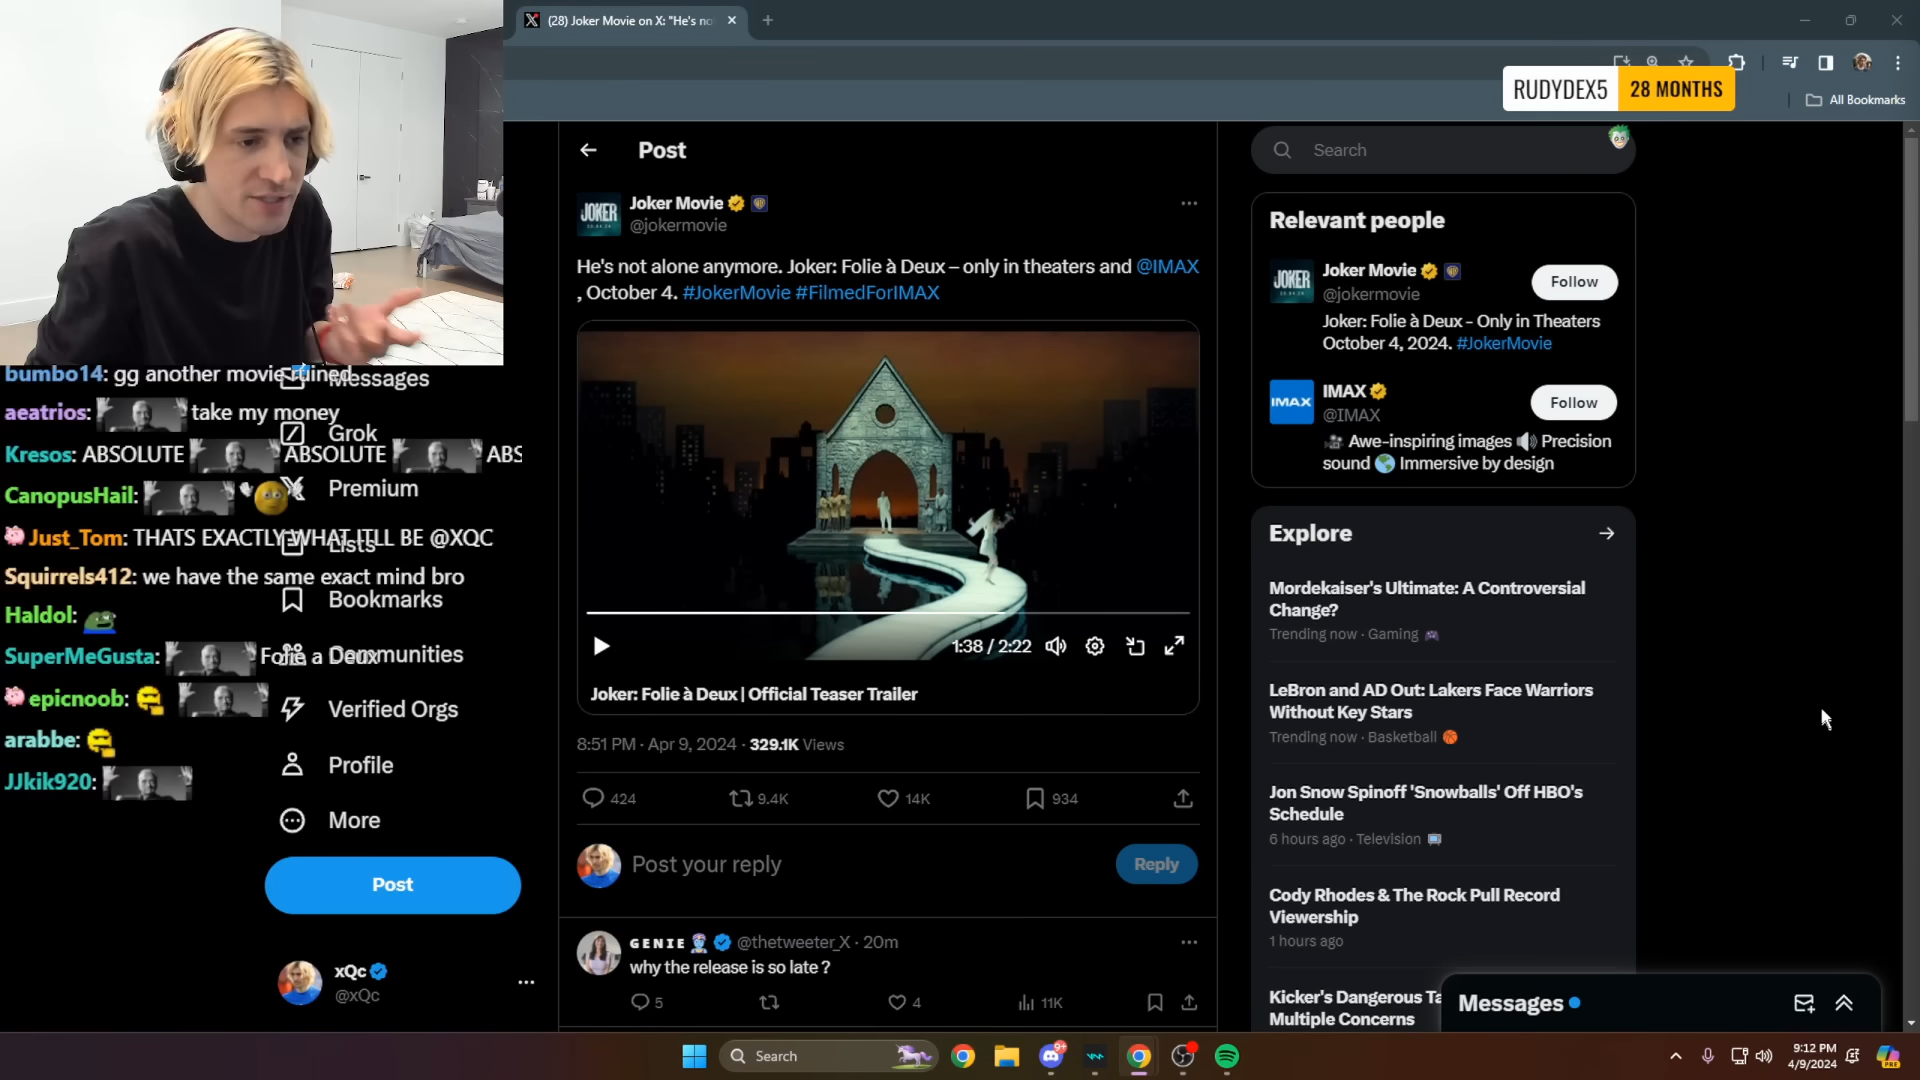 (28) Joker Movie on X: "He's no
RUDYDEX5 28 MONTHS
All Bookmarks
Post
Search
JOKER
Joker Movie
@jokermovie
He's not alone anymore. Joker: Folie à Deux – only in theaters and @IMAX
, October 4. #JokerMovie #FilmedForIMAX
1:38 / 2:22
Joker: Folie à Deux | Official Teaser Trailer
8:51 PM · Apr 9, 2024 · 329.1K Views
424
9.4K
14K
934
Post your reply
Reply
GENIE @thetweeter_X · 20m
why the release is so late ?
5
4
11K
Relevant people
JOKER
Joker Movie
@jokermovie
Follow
Joker: Folie à Deux - Only in Theaters
October 4, 2024. #JokerMovie
IMAX
IMAX
@IMAX
Follow
Awe-inspiring images Precision
sound Immersive by design
Explore
Mordekaiser's Ultimate: A Controversial
Change?
Trending now · Gaming
LeBron and AD Out: Lakers Face Warriors
Without Key Stars
Trending now · Basketball
Jon Snow Spinoff 'Snowballs' Off HBO's
Schedule
6 hours ago · Television
Cody Rhodes & The Rock Pull Record
Viewership
1 hours ago
Kicker's Dangerous Ta
Multiple Concerns
Messages
bumbo14: gg another movie ruined
aeatrios: take my money
Kresos: ABSOLUTE ABSOLUTE ABS
CanopusHail:
Just_Tom: THATS EXACTLY WHAT ITLL BE @XQC
Squirrels412: we have the same exact mind bro
Haldol:
SuperMeGusta: Folie a Deux
epicnoob:
arabbe:
JJkik920:
Messages
Grok
Premium
Lists
Bookmarks
Communities
Verified Orgs
Profile
More
Post
xQc
@xQc
Search
9+
9:12 PM
4/9/2024
PRE